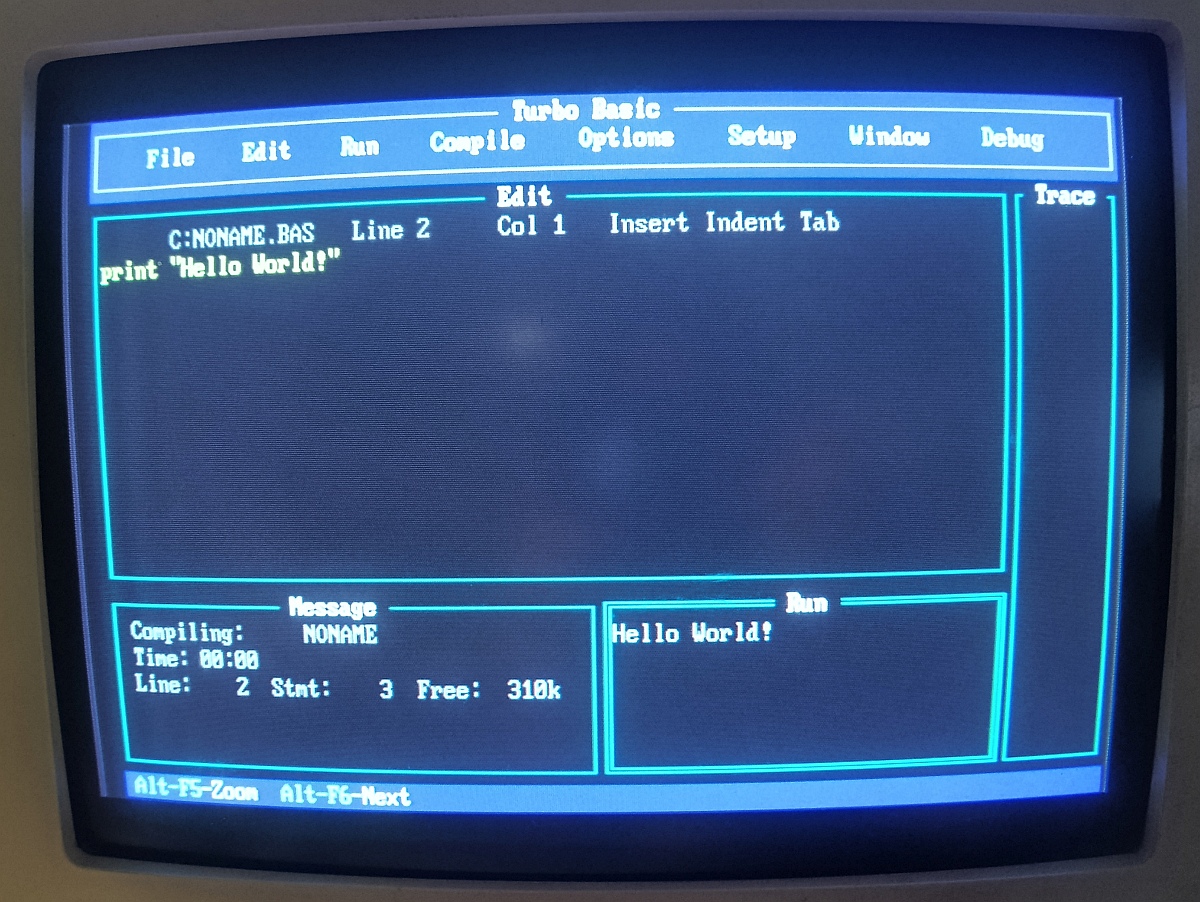 Turbo Basic
File Edit Run Compile Options Setup Window Debug
Edit
C:NONAME.BAS Line 2 Col 1 Insert Indent Tab
print "Hello World!"
Trace
Message
Compiling: NONAME
Time: 00:00
Line: 2 Stmt: 3 Free: 310k
Run
Hello World!
Alt-F5-Zoom Alt-F6-Next